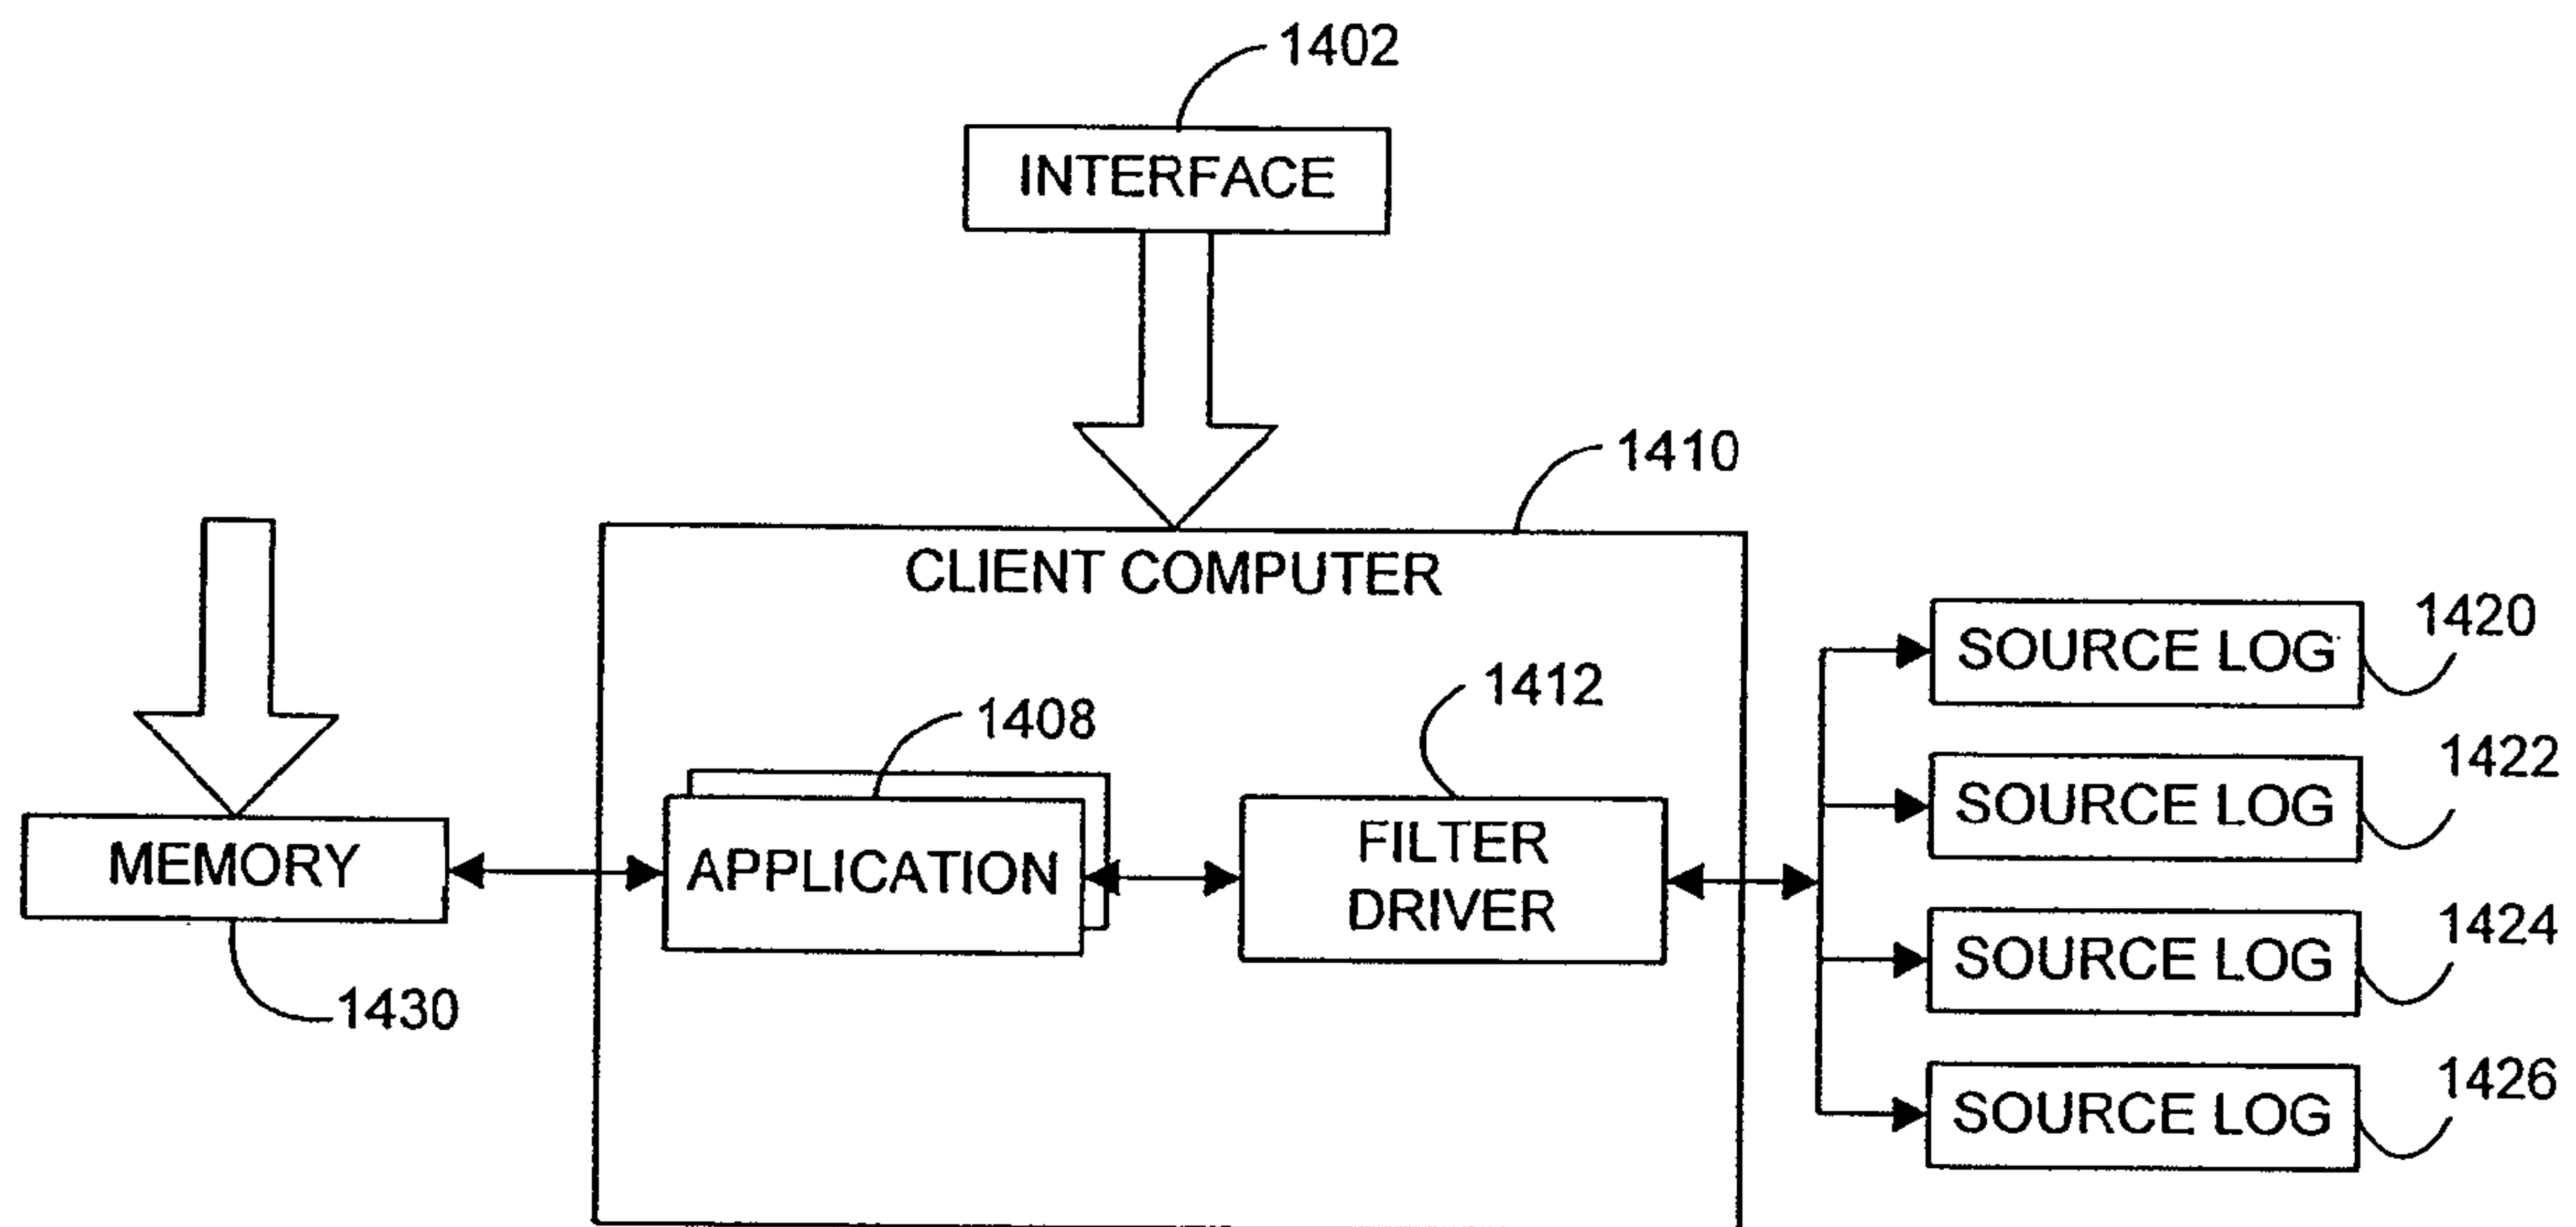 1402
INTERFACE
1410
CLIENT COMPUTER
1408
APPLICATION
1412
FILTER
DRIVER
MEMORY
1430
SOURCE LOG
1420
SOURCE LOG
1422
SOURCE LOG
1424
SOURCE LOG
1426